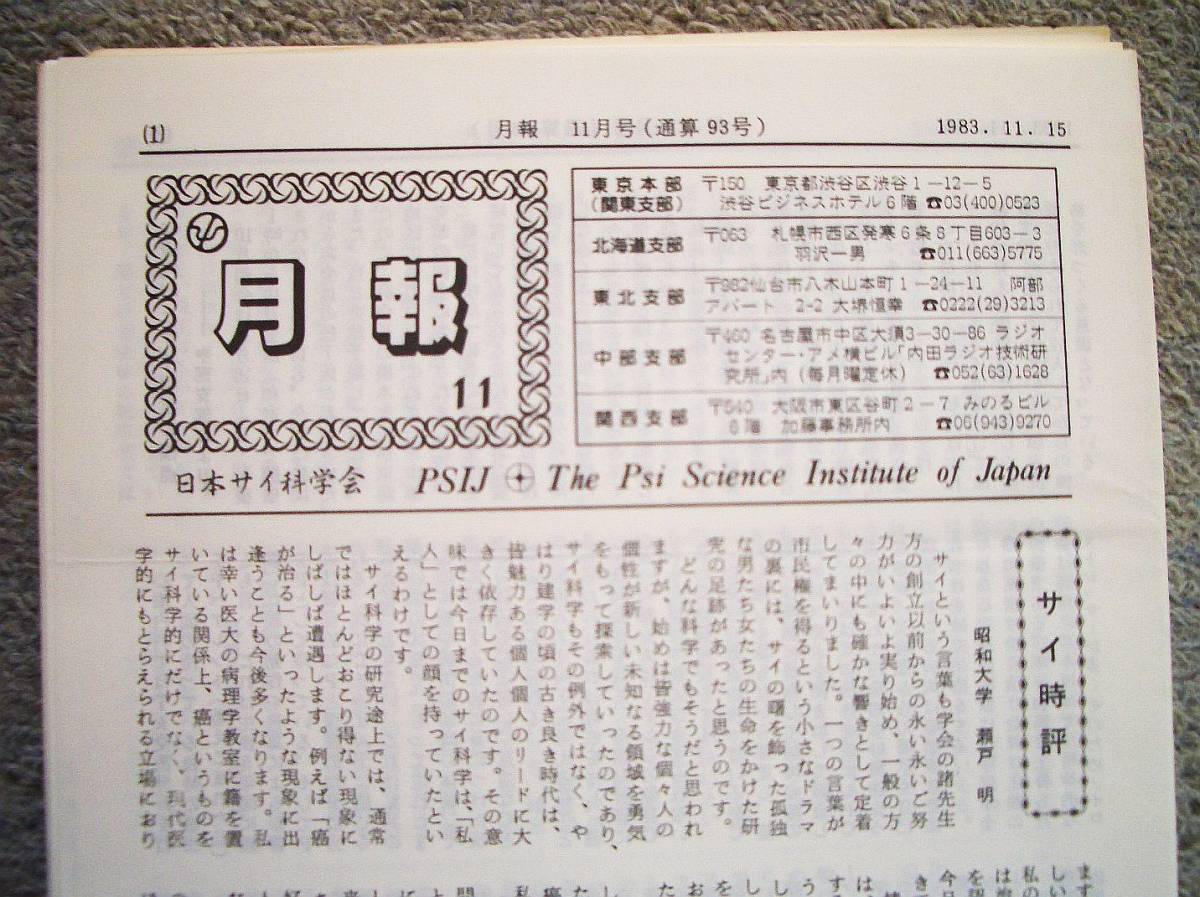 (1)
月報　11月号(通算93号)
1983.11.15
月報
11
東京本部
(関東支部)
〒150　東京都渋谷区渋谷1－12－5
渋谷ビジネスホテル6階 ☎03(400)0523
北海道支部
〒063　札幌市西区発寒6条8丁目603－3
羽沢一男　☎011(663)5775
東北支部
〒982仙台市八木山本町1－24－11　阿部
アパート　2-2 大堺恒幸　☎0222(29)3213
中部支部
〒460 名古屋市中区大須3－30－86 ラジオ
センター・アメ横ビル「内田ラジオ技術研
究所」内（毎月曜定休）　☎052(63)1628
関西支部
〒540　大阪市東区谷町2－7 みのるビル
6階　加藤事務所内　☎06(943)9270
日本サイ科学会　PSIJ The Psi Science Institute of Japan
サイ時評
昭和大学　瀬戸　明
サイという言葉も学会の諸先生
方の創立以前からの永い永いご努
力がいよいよ実り始め、一般の方
々の中にも確かな響きとして定着
してまいりました。一つの言葉が
市民権を得るという小さなドラマ
の裏には、サイの曙を飾った孤独
な男たち女たちの生命をかけた研
究の足跡があったと思うのです。
どんな科学でもそうだと思われ
ますが、始めは皆強力な個々人の
個性が新しい未知なる領域を勇気
をもって探索していったのであり、
サイ科学もその例外ではなく、や
はり建学の頃の古き良き時代は、
皆魅力ある個人個人のリードに大
きく依存していたのです。その意
味では今日までのサイ科学は、「私
人」としての顔を持っていたとい
えるわけです。
サイ科学の研究途上では、通常
ではほとんどおこり得ない現象に
しばしば遭遇します。例えば「癌
が治る」といったような現象に出
逢うことも今後多くなります。私
は幸い医大の病理学教室に籍を置
いている関係上、癌というものを
サイ科学的にだけでなく、現代医
学的にもとらえられる立場におり